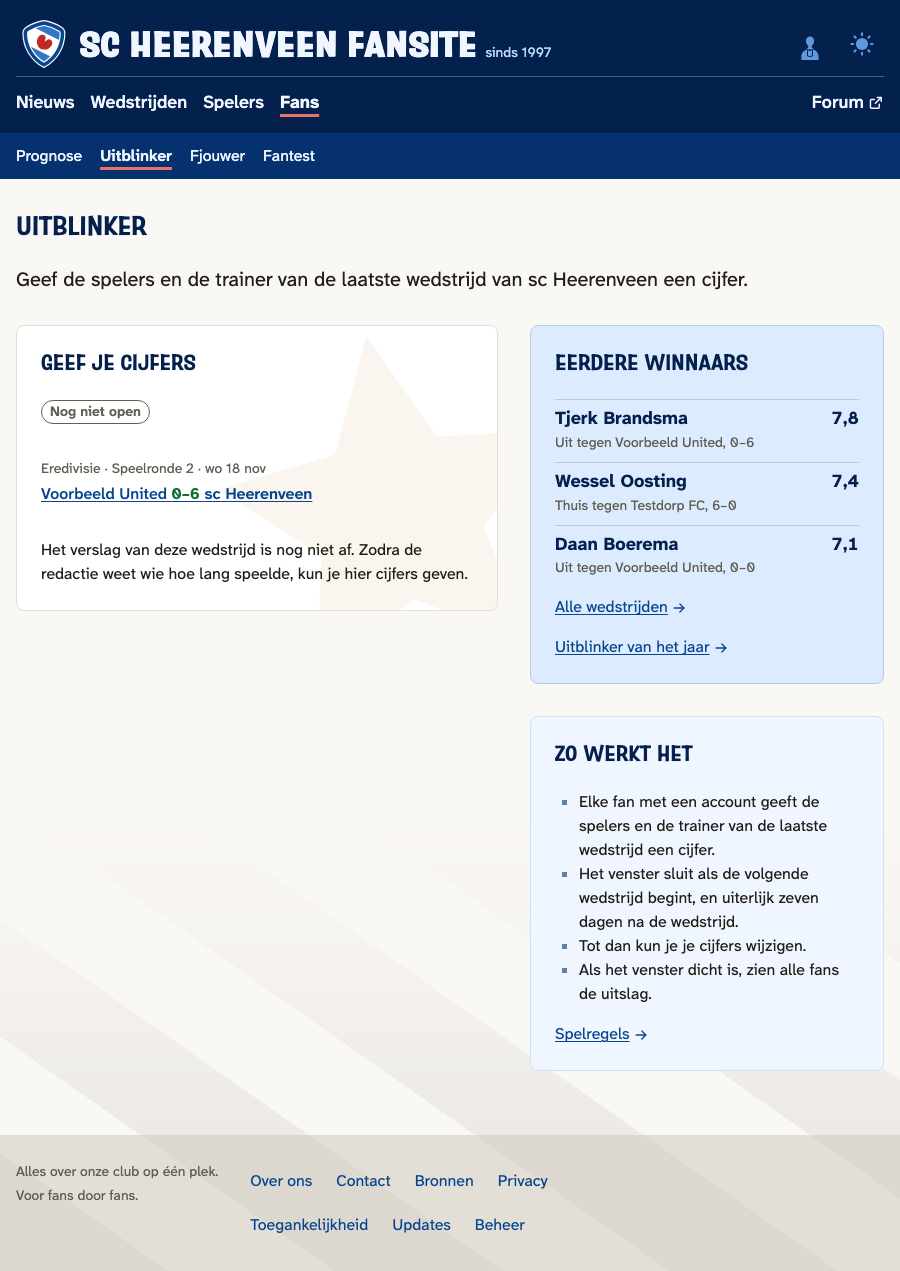 SC HEERENVEEN FANSITE sinds 1997
Nieuws Wedstrijden Spelers Fans Forum
Prognose Uitblinker Fjouwer Fantest
UITBLINKER
Geef de spelers en de trainer van de laatste wedstrijd van sc Heerenveen een cijfer.
GEEF JE CIJFERS
Nog niet open
Eredivisie · Speelronde 2 · wo 18 nov
Voorbeeld United 0–6 sc Heerenveen
Het verslag van deze wedstrijd is nog niet af. Zodra de
redactie weet wie hoe lang speelde, kun je hier cijfers geven.
EERDERE WINNAARS
Tjerk Brandsma 7,8
Uit tegen Voorbeeld United, 0–6
Wessel Oosting 7,4
Thuis tegen Testdorp FC, 6–0
Daan Boerema 7,1
Uit tegen Voorbeeld United, 0–0
Alle wedstrijden →
Uitblinker van het jaar →
ZO WERKT HET
Elke fan met een account geeft de
spelers en de trainer van de laatste
wedstrijd een cijfer.
Het venster sluit als de volgende
wedstrijd begint, en uiterlijk zeven
dagen na de wedstrijd.
Tot dan kun je je cijfers wijzigen.
Als het venster dicht is, zien alle fans
de uitslag.
Spelregels →
Alles over onze club op één plek.
Voor fans door fans.
Over ons Contact Bronnen Privacy
Toegankelijkheid Updates Beheer